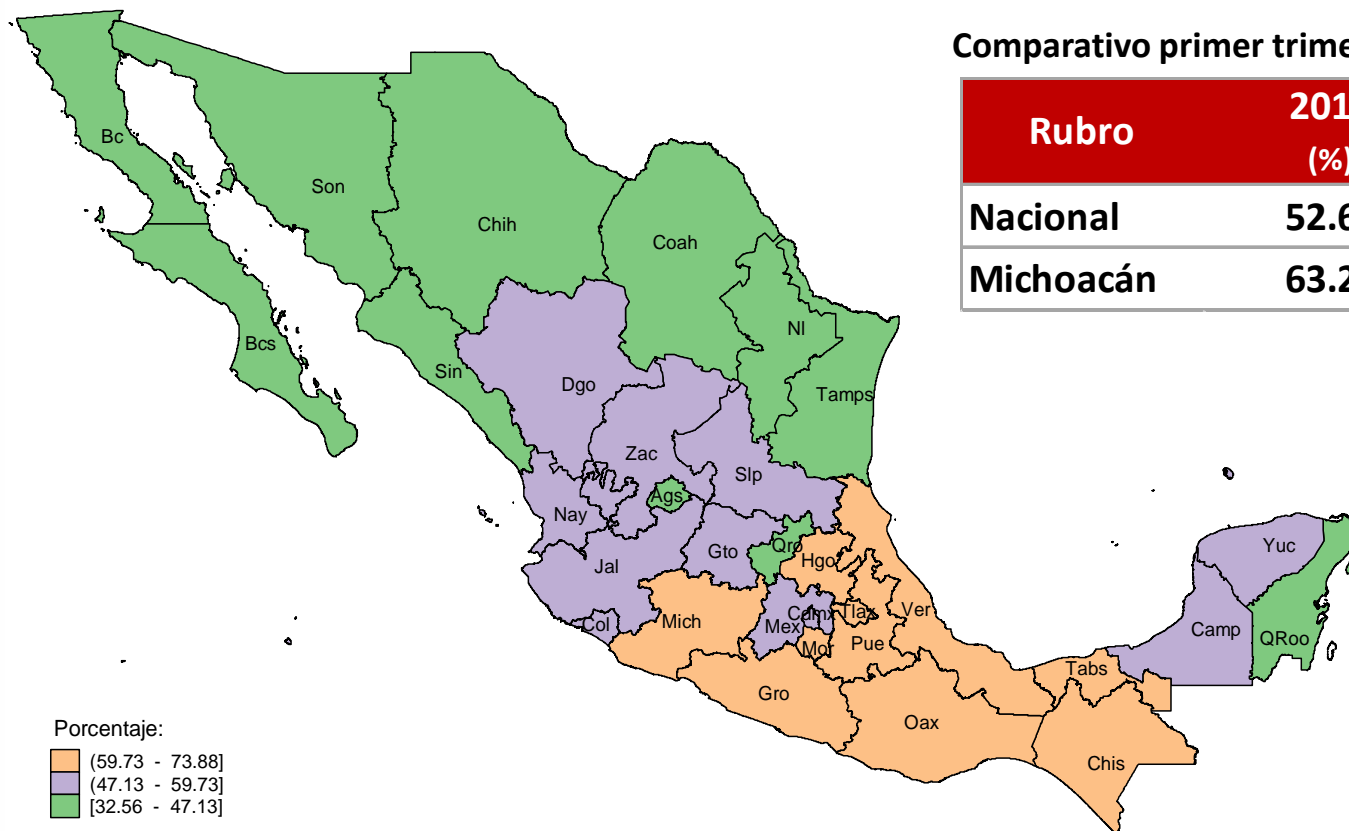 Comparativo primer trime
Rubro 201
(%)
Nacional 52.6
Michoacán 63.2
Bc
Son
Chih
Coah
Nl
Bcs
Sin
Dgo
Tamps
Zac
Slp
Ags
Nay
Gto
Qro
Hgo
Jal
Yuc
Col
Mich
Mex
Cdmx
Tlax
Ver
Mor
Pue
Camp
QRoo
Tabs
Gro
Oax
Chis
Porcentaje:
(59.73 - 73.88]
(47.13 - 59.73]
[32.56 - 47.13]